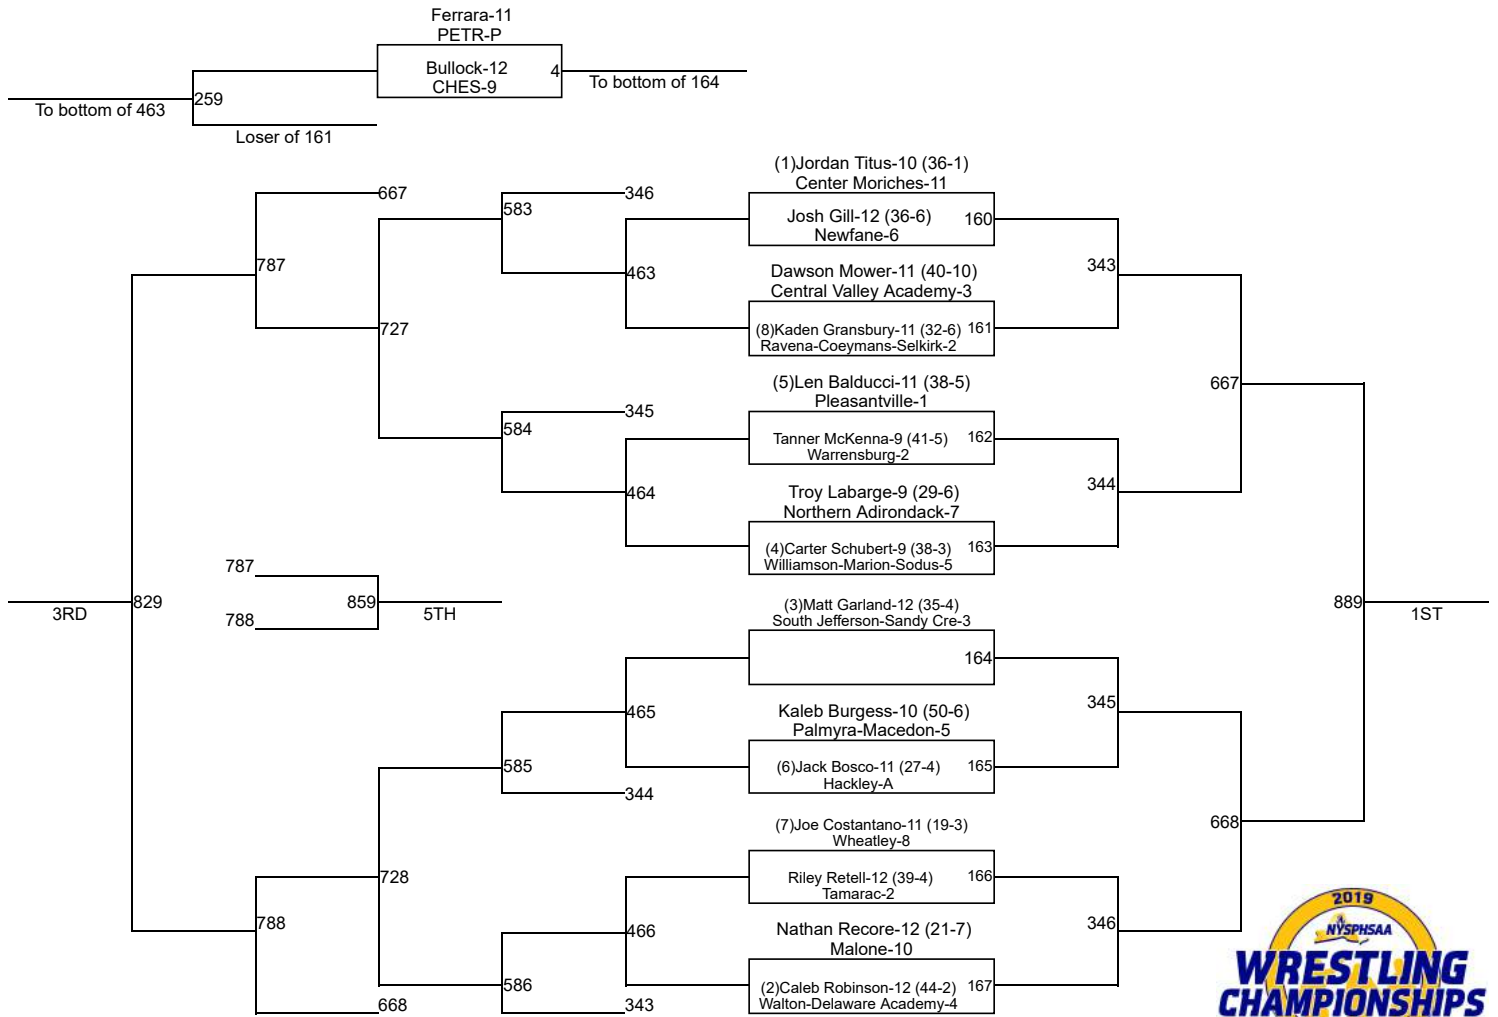 Ferrara-11
PETR-P
Bullock-12
CHES-9
4
To bottom of 164
To bottom of 463
259
Loser of 161
(1)Jordan Titus-10 (36-1)
Center Moriches-11
Josh Gill-12 (36-6)
Newfane-6
160
667
346
583
787
463
343
Dawson Mower-11 (40-10)
Central Valley Academy-3
(8)Kaden Gransbury-11 (32-6)
Ravena-Coeymans-Selkirk-2
161
727
667
(5)Len Balducci-11 (38-5)
Pleasantville-1
Tanner McKenna-9 (41-5)
Warrensburg-2
162
345
584
464
344
Troy Labarge-9 (29-6)
Northern Adirondack-7
(4)Carter Schubert-9 (38-3)
Williamson-Marion-Sodus-5
163
787
788
859
5TH
829
3RD
889
1ST
(3)Matt Garland-12 (35-4)
South Jefferson-Sandy Cre-3
164
465
345
Kaleb Burgess-10 (50-6)
Palmyra-Macedon-5
(6)Jack Bosco-11 (27-4)
Hackley-A
165
585
344
668
(7)Joe Costantano-11 (19-3)
Wheatley-8
Riley Retell-12 (39-4)
Tamarac-2
166
728
788
466
346
Nathan Recore-12 (21-7)
Malone-10
(2)Caleb Robinson-12 (44-2)
Walton-Delaware Academy-4
167
586
668
343
2019
NYSPHSAA
WRESTLING
CHAMPIONSHIPS